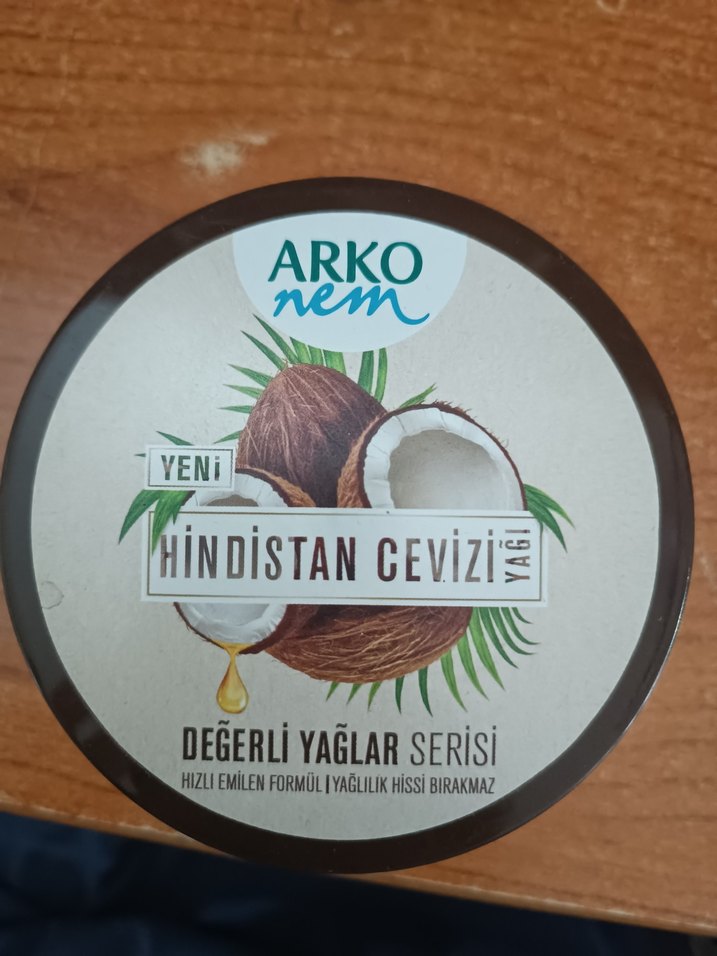 ARKO
nem
YENİ
HİNDİSTAN CEVİZİ YAĞI
DEĞERLİ YAĞLAR SERİSİ
HIZLI EMİLEN FORMÜL | YAĞLILIK HİSSİ BIRAKMAZ